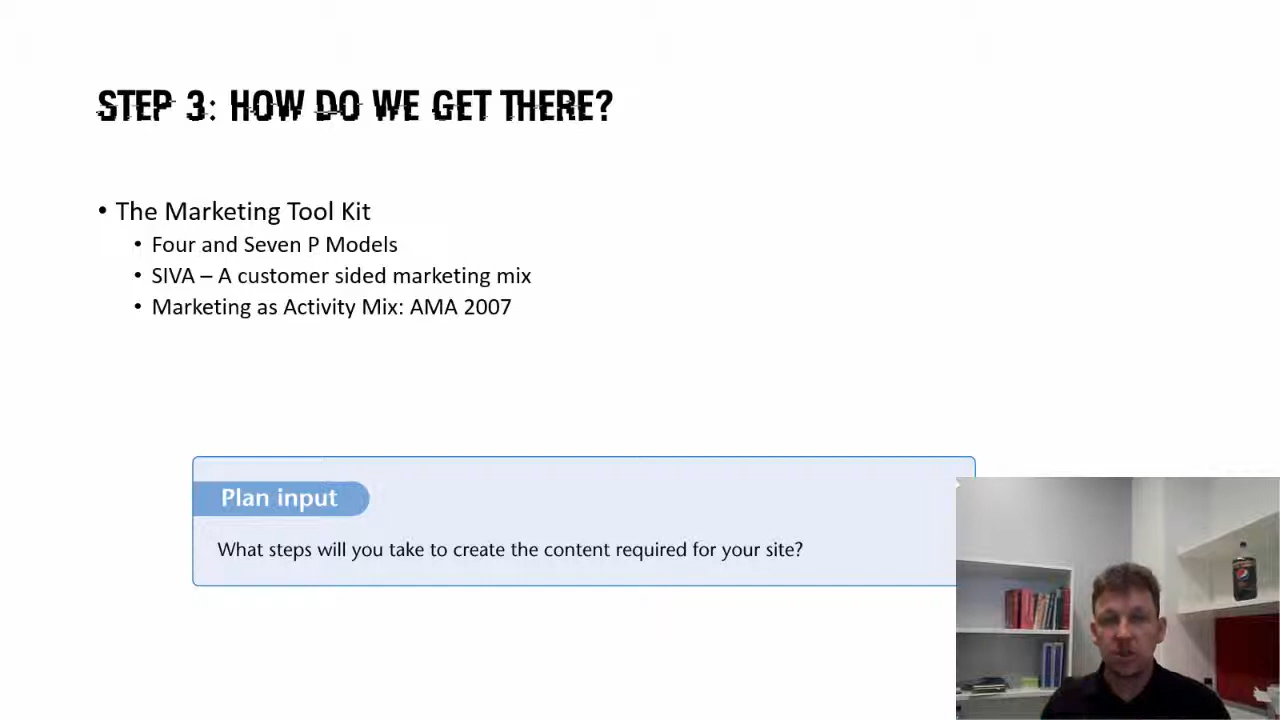 STEP 3: HOW DO WE GET THERE?
• The Marketing Tool Kit
• Four and Seven P Models
• SIVA – A customer sided marketing mix
• Marketing as Activity Mix: AMA 2007
Plan input
What steps will you take to create the content required for your site?